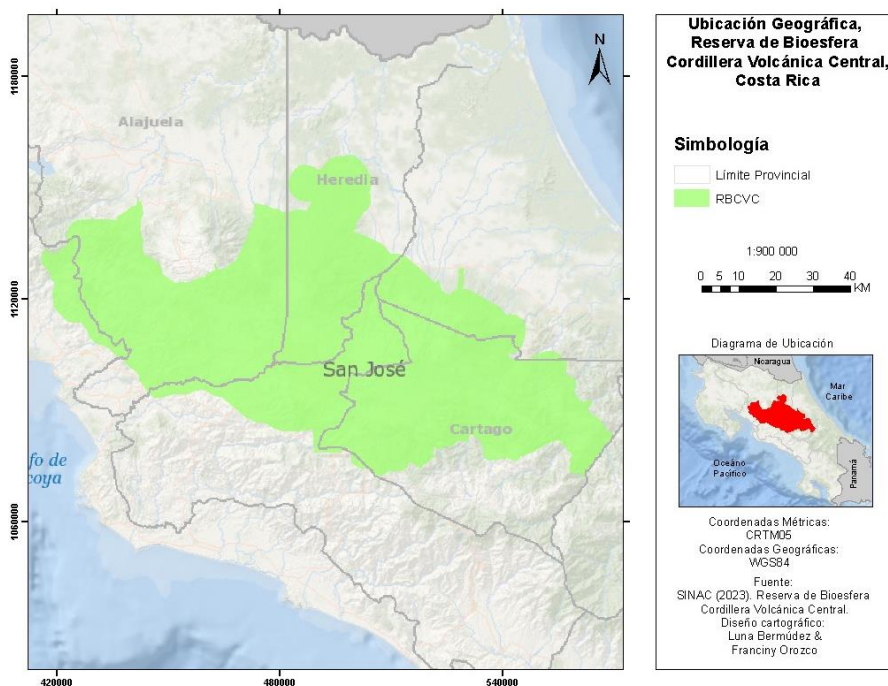 Ubicación Geográfica,
Reserva de Bioesfera
Cordillera Volcánica Central,
Costa Rica
Simbología
Límite Provincial
RBCVC
1:900 000
0 5 10 20 30 40
KM
Diagrama de Ubicación
Nicaragua
Mar
Caribe
Océano
Pacífico
Panamá
Coordenadas Métricas:
CRTM05
Coordenadas Geográficas:
WGS84
Fuente:
SINAC (2023). Reserva de Bioesfera
Cordillera Volcánica Central.
Diseño cartográfico:
Luna Bermúdez &
Franciny Orozco
N
Alajuela
Heredia
San José
Cartago
fo de
coya
1180000
1120000
1060000
420000
480000
540000